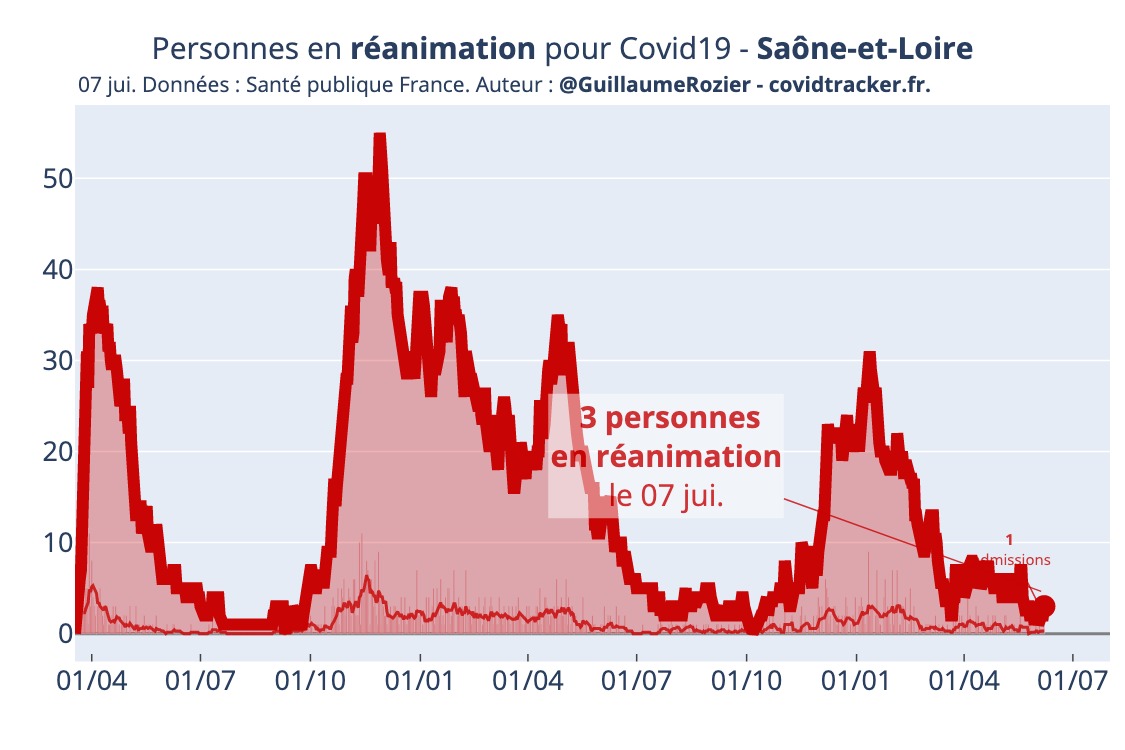 Personnes en réanimation pour Covid19 - Saône-et-Loire
07 jui. Données : Santé publique France. Auteur : @GuillaumeRozier - covidtracker.fr.
50
40
30
20
10
0
3 personnes
en réanimation
le 07 jui.
1
dmissions
01/04 01/07 01/10 01/01 01/04 01/07 01/10 01/01 01/04 01/07